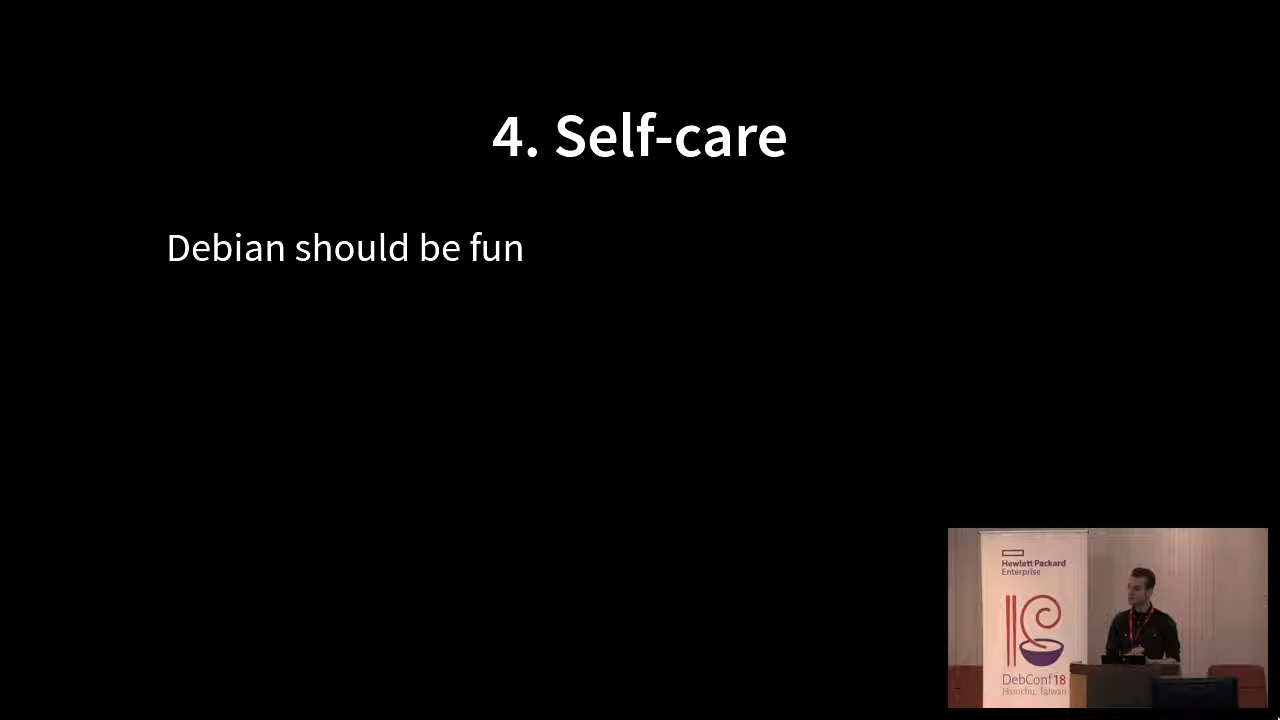 4. Self-care
Debian should be fun
Hewlett Packard
Enterprise
DebConf18
Hsinchu, Taiwan